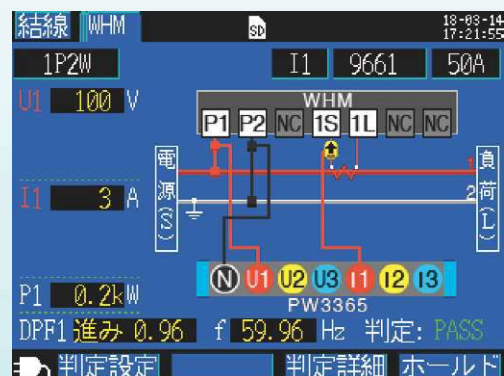 結線 WHM SD 18-03-14
17:21:55
1P2W I1 9661 50A
U1 100 V
WHM
P1 P2 NC 1S 1L NC NC
電源(S)
1
2
負荷(L)
I1 3 A
N U1 U2 U3 I1 I2 I3
PW3365
P1 0.2kW
DPF1 進み 0.96 f 59.96 Hz 判定: PASS
判定設定 判定詳細 ホールド